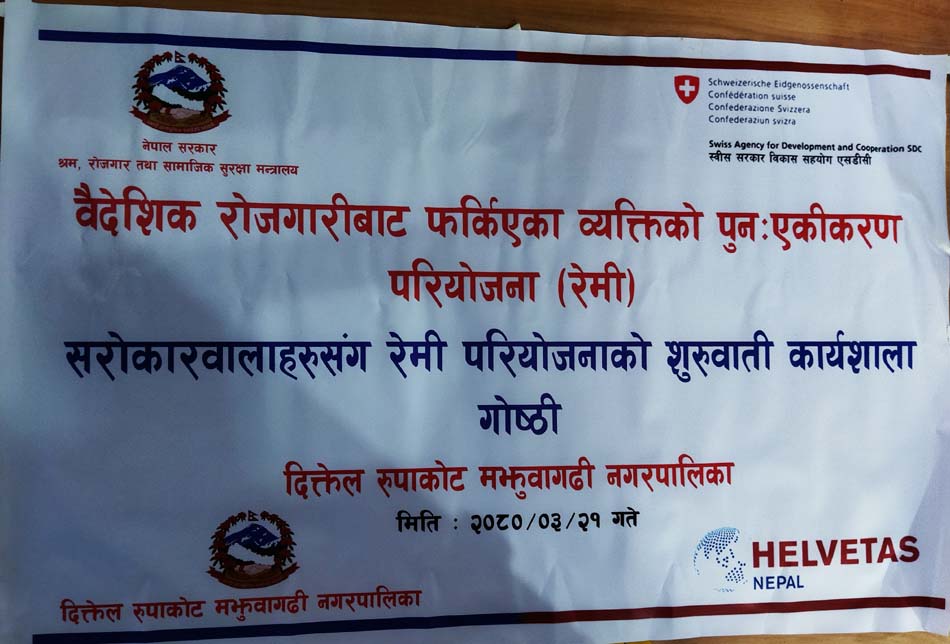 नेपाल सरकार
श्रम, रोजगार तथा सामाजिक सुरक्षा मन्त्रालय
Schweizerische Eidgenossenschaft
Confédération suisse
Confederazione Svizzera
Confederaziun svizra
Swiss Agency for Development and Cooperation SDC
स्वीस सरकार विकास सहयोग एसडीसी
वैदेशिक रोजगारीबाट फर्किएका व्यक्तिको पुनःएकीकरण
परियोजना (रेमी)
सरोकारवालाहरुसंग रेमी परियोजनाको शुरुवाती कार्यशाला
गोष्ठी
दिक्तेल रुपाकोट मझुवागढी नगरपालिका
मिति : २०८०/०३/२१ गते
दिक्तेल रुपाकोट मझुवागढी नगरपालिका
HELVETAS
NEPAL